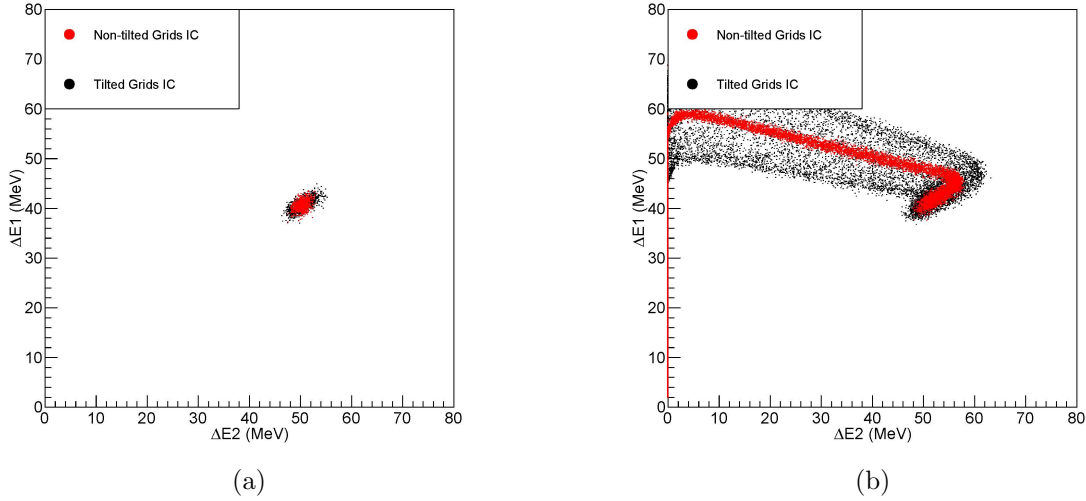 80
70
60
50
40
30
20
10
0
ΔE1 (MeV)
Non-tilted Grids IC
Tilted Grids IC
0 10 20 30 40 50 60 70 80
ΔE2 (MeV)
(a)
80
70
60
50
40
30
20
10
0
ΔE1 (MeV)
Non-tilted Grids IC
Tilted Grids IC
0 10 20 30 40 50 60 70 80
ΔE2 (MeV)
(b)